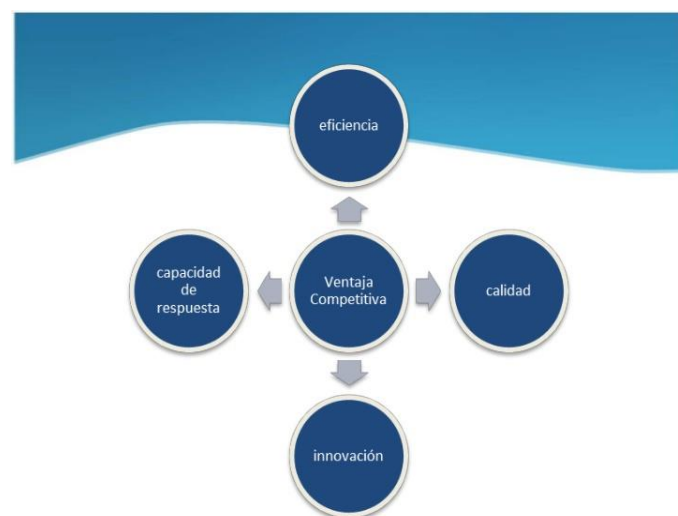 eficiencia
capacidad
de
respuesta
Ventaja
Competitiva
calidad
innovación